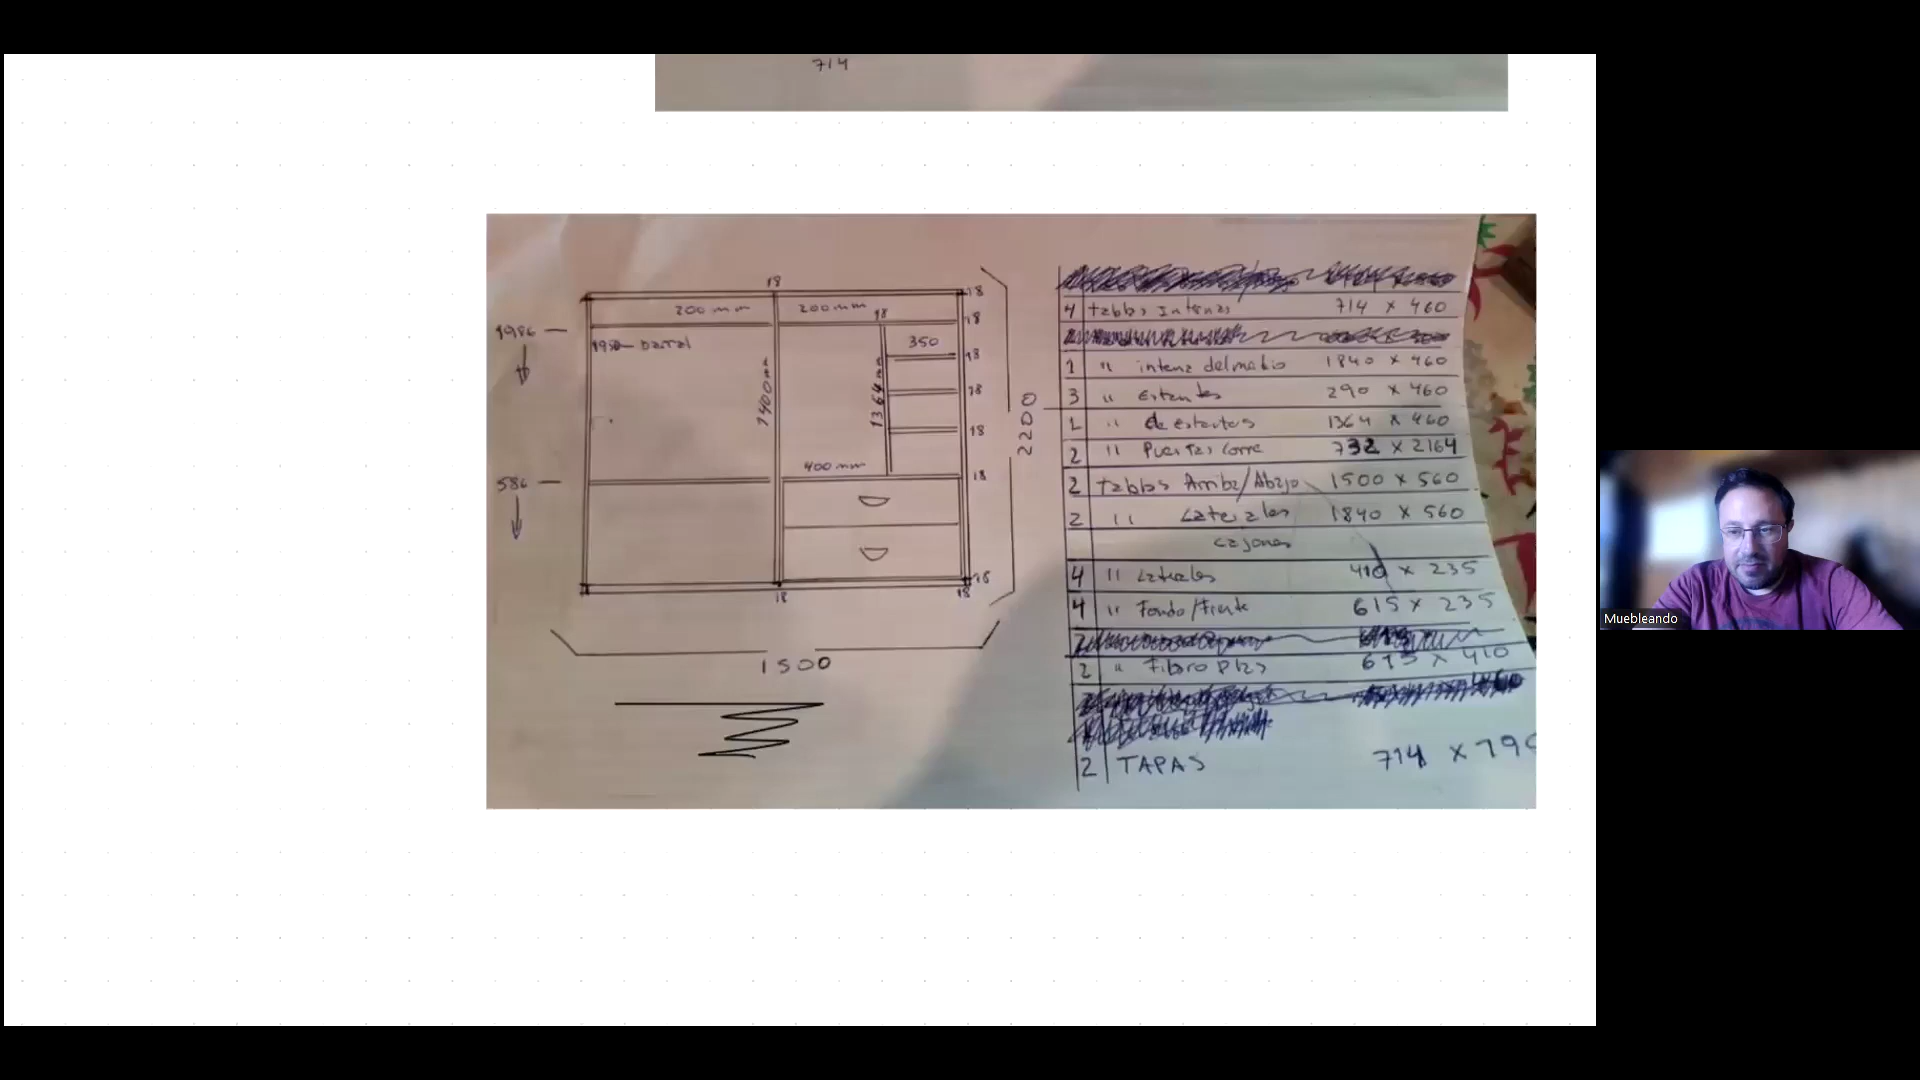 714
18
200 mm
200 mm
18
18
18
1986
1950 - barral
350
18
1400 mm
1364 mm
18
18
2200
400 mm
18
586
18
18
18
1500
4 tablas Internas 714 x 460
1 " interna del medio 1840 x 460
3 " Estantes 290 x 460
1 " de estantes 1364 x 460
2 " Puertas Corre 732 x 2164
2 tablas Arriba/Abajo 1500 x 560
2 " Laterales 1840 x 560
cajones
4 " Laterales 410 x 235
4 " Fondo/Frente 615 x 235
2 " Fibro plas 615 x 410
2 TAPAS 714 x 190
Muebleando